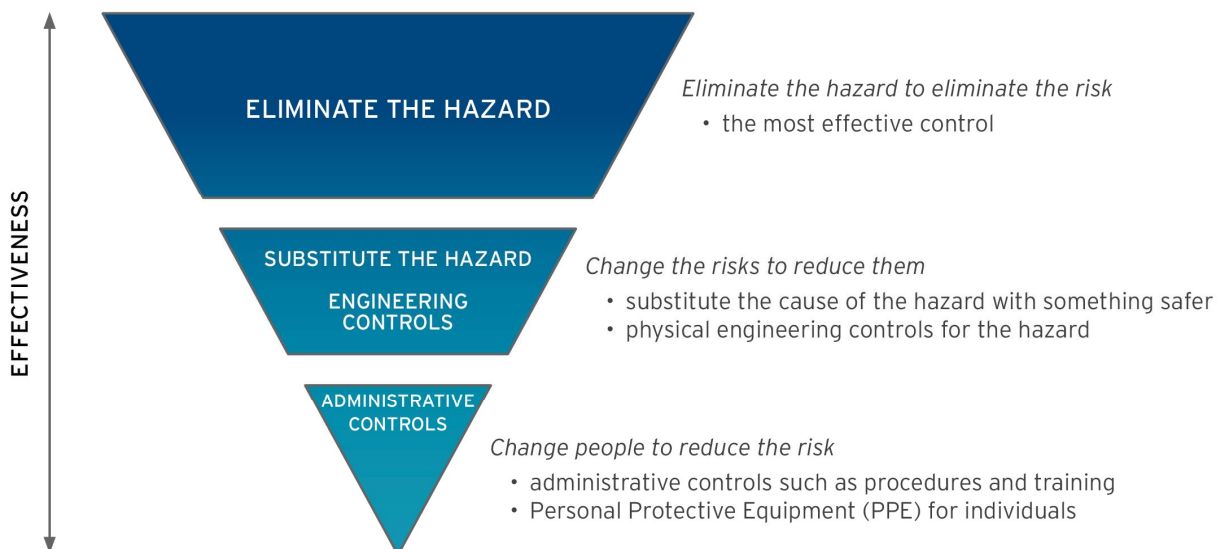 EFFECTIVENESS
ELIMINATE THE HAZARD
Eliminate the hazard to eliminate the risk
• the most effective control
SUBSTITUTE THE HAZARD
ENGINEERING
CONTROLS
Change the risks to reduce them
• substitute the cause of the hazard with something safer
• physical engineering controls for the hazard
ADMINISTRATIVE
CONTROLS
Change people to reduce the risk
• administrative controls such as procedures and training
• Personal Protective Equipment (PPE) for individuals